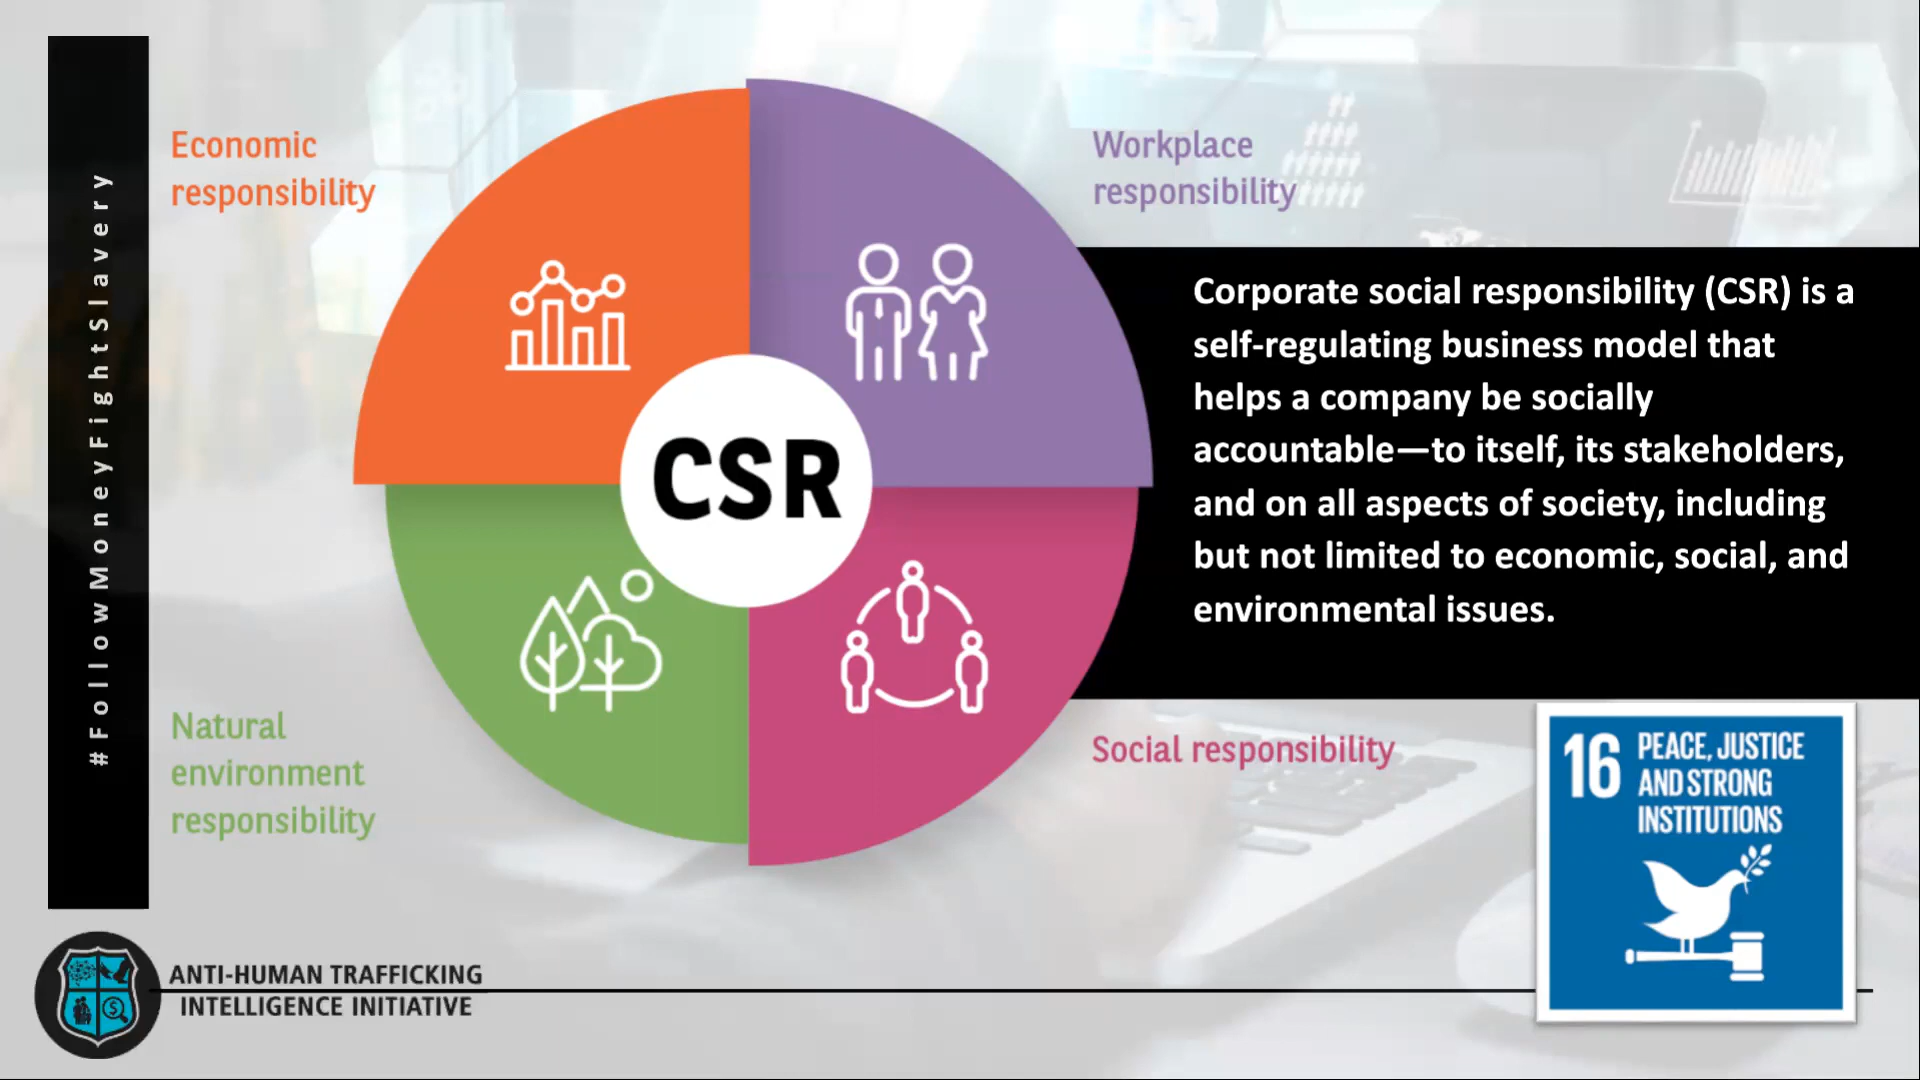 #FollowMoneyFightSlavery
Economic
responsibility
Workplace
responsibility
CSR
Corporate social responsibility (CSR) is a
self-regulating business model that
helps a company be socially
accountable—to itself, its stakeholders,
and on all aspects of society, including
but not limited to economic, social, and
environmental issues.
Natural
environment
responsibility
Social responsibility
16 PEACE, JUSTICE
AND STRONG
INSTITUTIONS
ANTI-HUMAN TRAFFICKING
INTELLIGENCE INITIATIVE